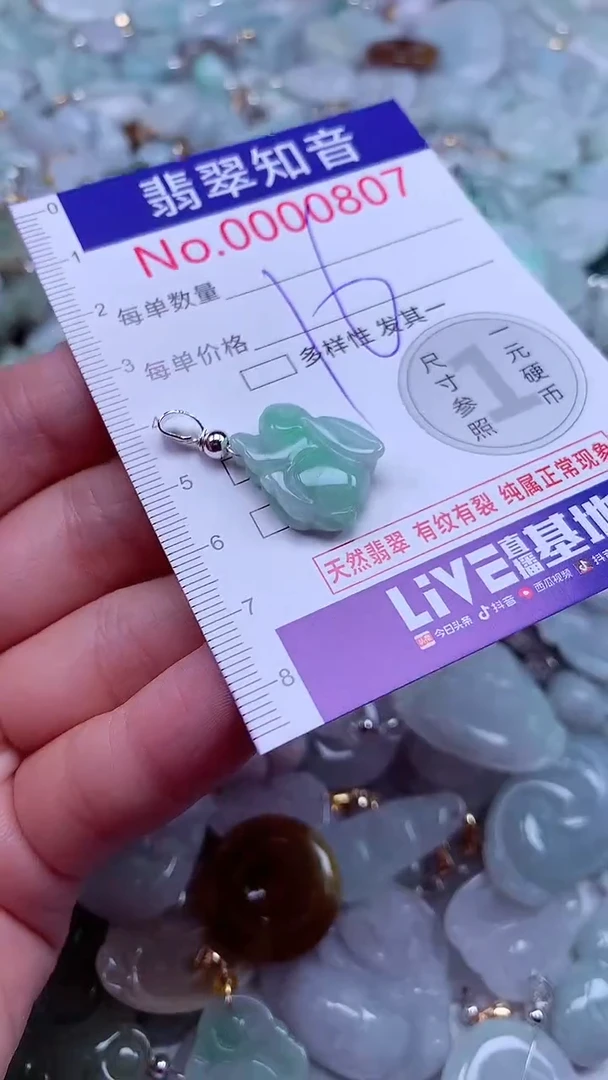 翡翠知音
No.0000807
每单数量
16
每单价格
多样性 发其一
一元硬币
尺寸参照
1
天然翡翠 有纹有裂 纯属正常现象
LiVE直播基地
今日头条 抖音 西瓜视频 抖
0
1
2
3
5
6
7
8